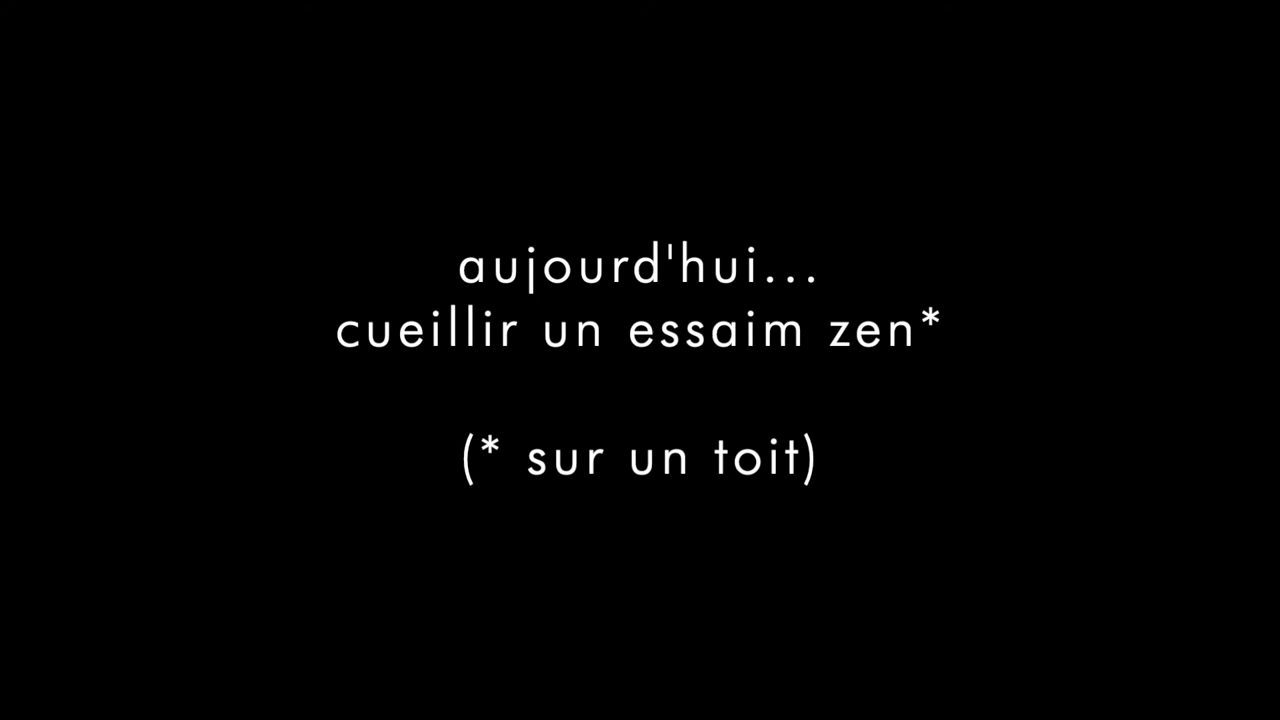 aujourd'hui...
cueillir un essaim zen*
(* sur un toit)